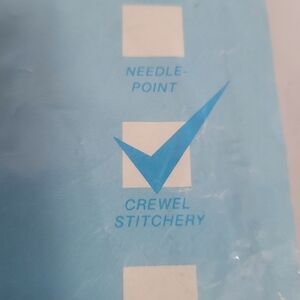 NEEDLE-
POINT
CREWEL
STITCHERY